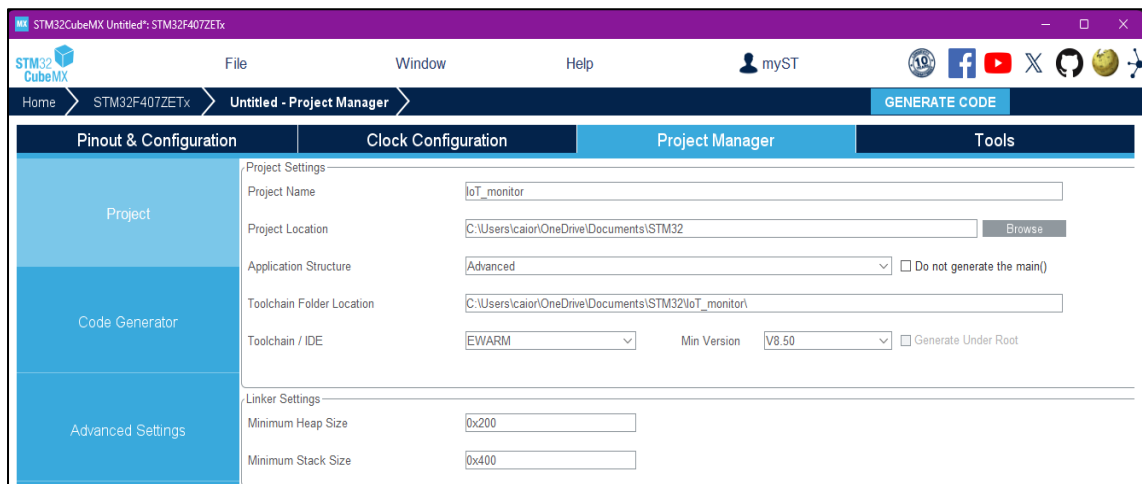 MX STM32CubeMX Untitled*: STM32F407ZETx
STM32 CubeMX File Window Help myST 10
Home STM32F407ZETx Untitled - Project Manager GENERATE CODE
Pinout & Configuration Clock Configuration Project Manager Tools
Project
Code Generator
Advanced Settings
Project Settings
Project Name IoT_monitor
Project Location C:\Users\caior\OneDrive\Documents\STM32 Browse
Application Structure Advanced Do not generate the main()
Toolchain Folder Location C:\Users\caior\OneDrive\Documents\STM32\IoT_monitor\
Toolchain / IDE EWARM Min Version V8.50 Generate Under Root
Linker Settings
Minimum Heap Size 0x200
Minimum Stack Size 0x400